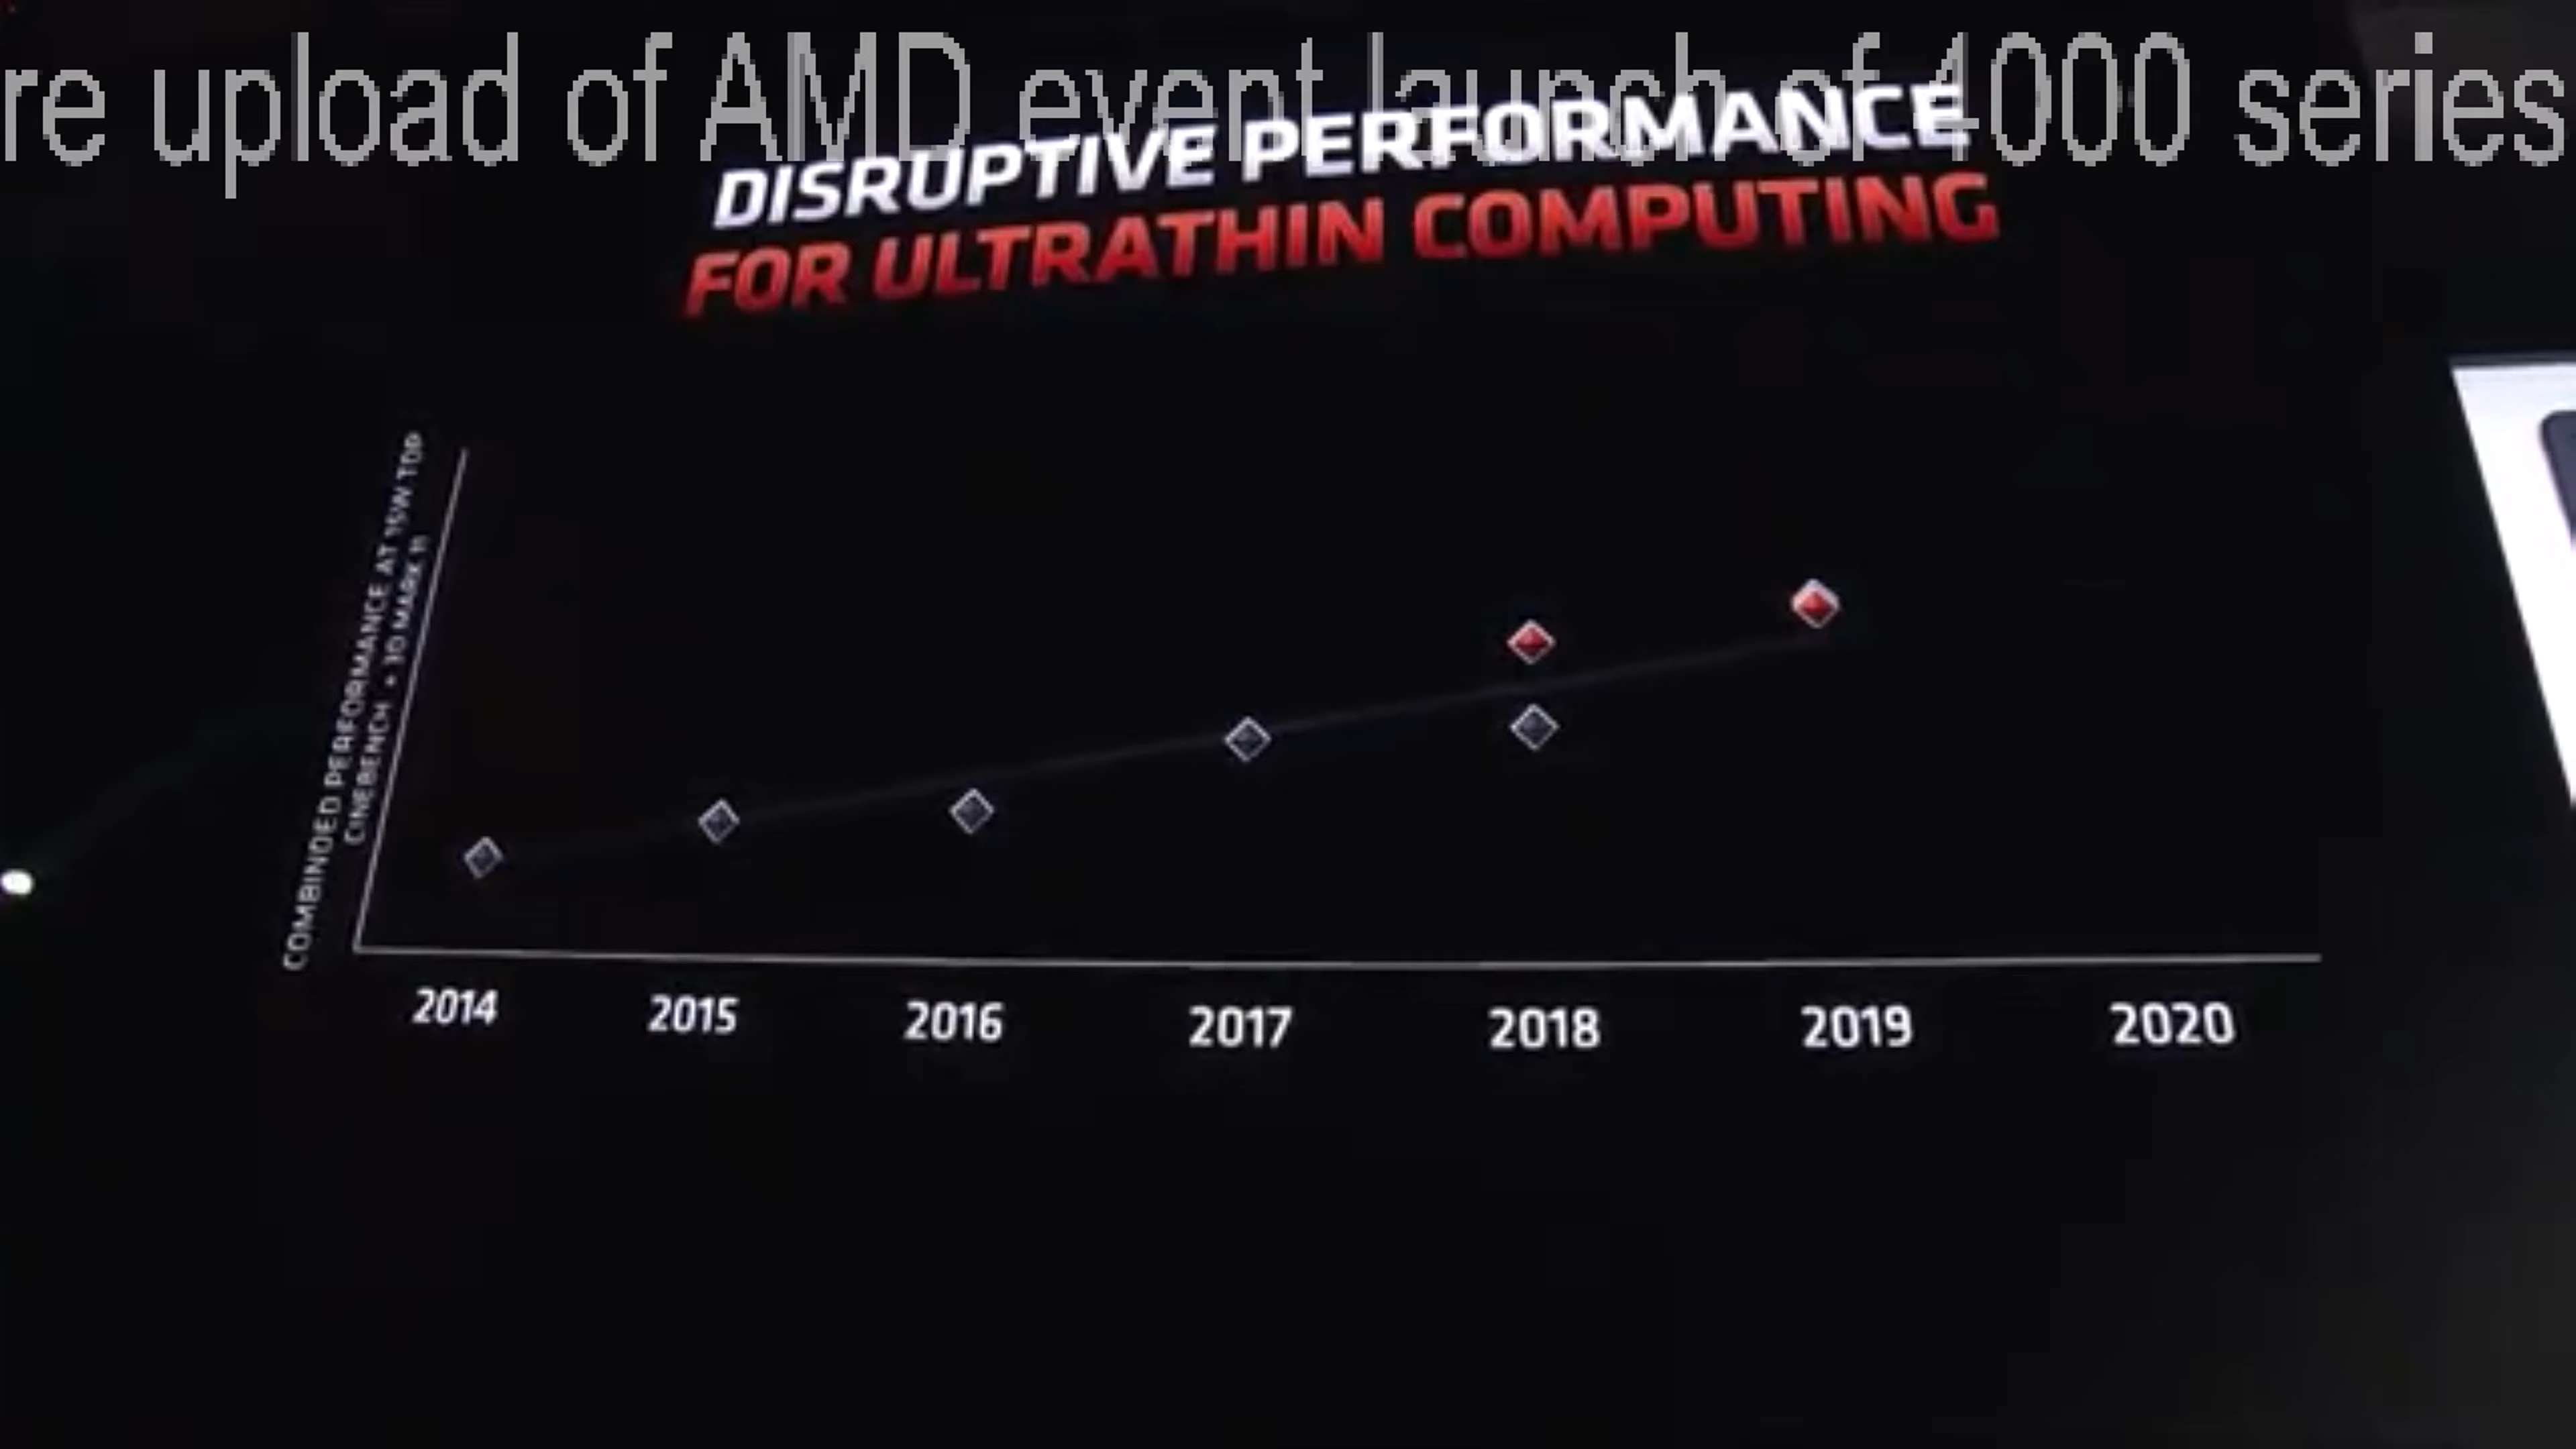 re upload of AMD event launch of 4000 series
DISRUPTIVE PERFORMANCE
FOR ULTRATHIN COMPUTING
COMBINDED PERFORMANCE AT 15W TDP
CINEBENCH + 3D MARK 11
2014 2015 2016 2017 2018 2019 2020